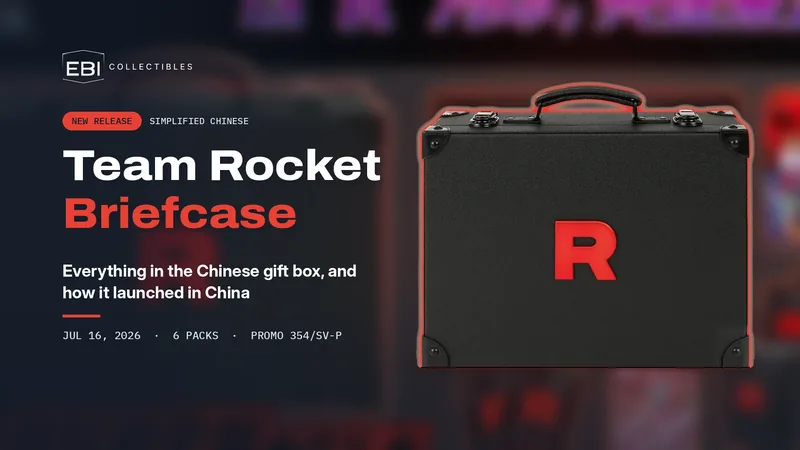 EBI COLLECTIBLES
NEW RELEASE SIMPLIFIED CHINESE
Team Rocket
Briefcase
Everything in the Chinese gift box, and
how it launched in China
JUL 16, 2026 · 6 PACKS · PROMO 354/SV-P
R